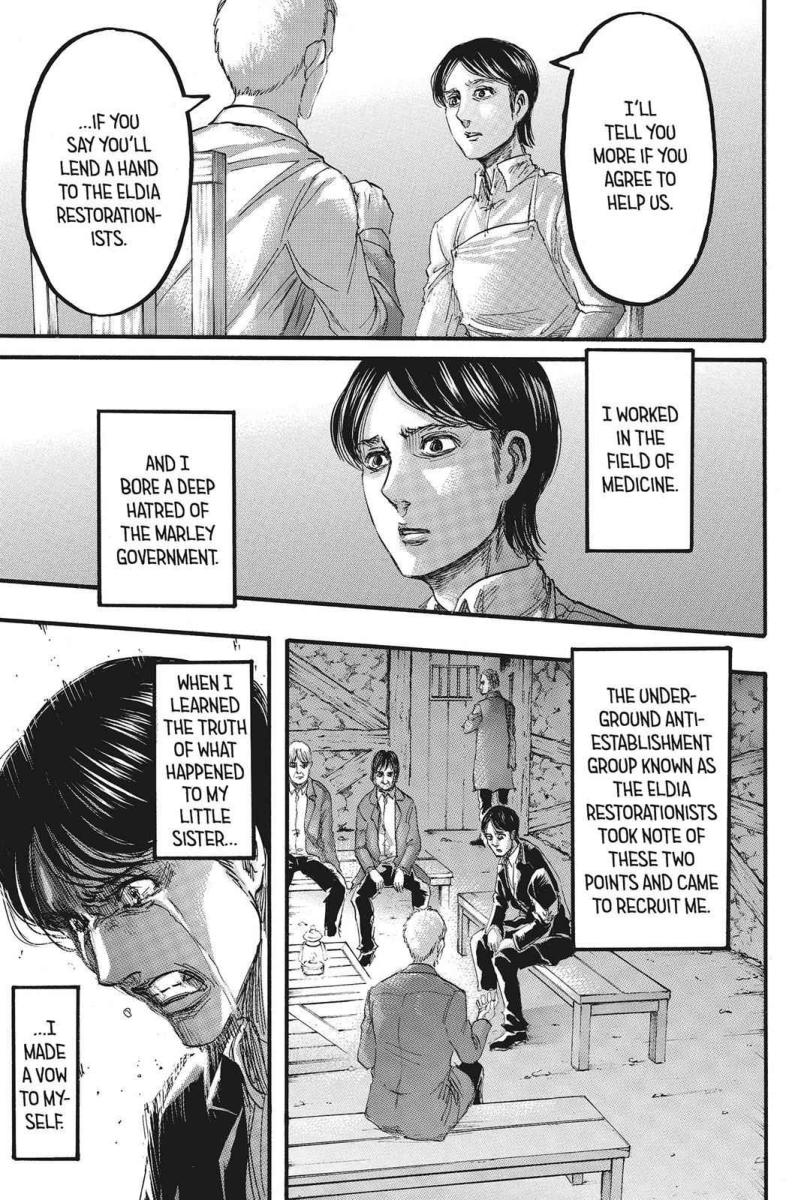 I'LL
TELL YOU
MORE IF YOU
AGREE TO
HELP US.
...IF YOU
SAY YOU'LL
LEND A HAND
TO THE ELDIA
RESTORATION-
ISTS.
I WORKED
IN THE
FIELD OF
MEDICINE.
AND I
BORE A DEEP
HATRED OF
THE MARLEY
GOVERNMENT.
THE UNDER-
GROUND ANTI-
ESTABLISHMENT
GROUP KNOWN AS
THE ELDIA
RESTORATIONISTS
TOOK NOTE OF
THESE TWO
POINTS AND CAME
TO RECRUIT ME.
WHEN I
LEARNED
THE TRUTH
OF WHAT
HAPPENED
TO MY
LITTLE
SISTER...
...I
MADE
A VOW
TO MY-
SELF.